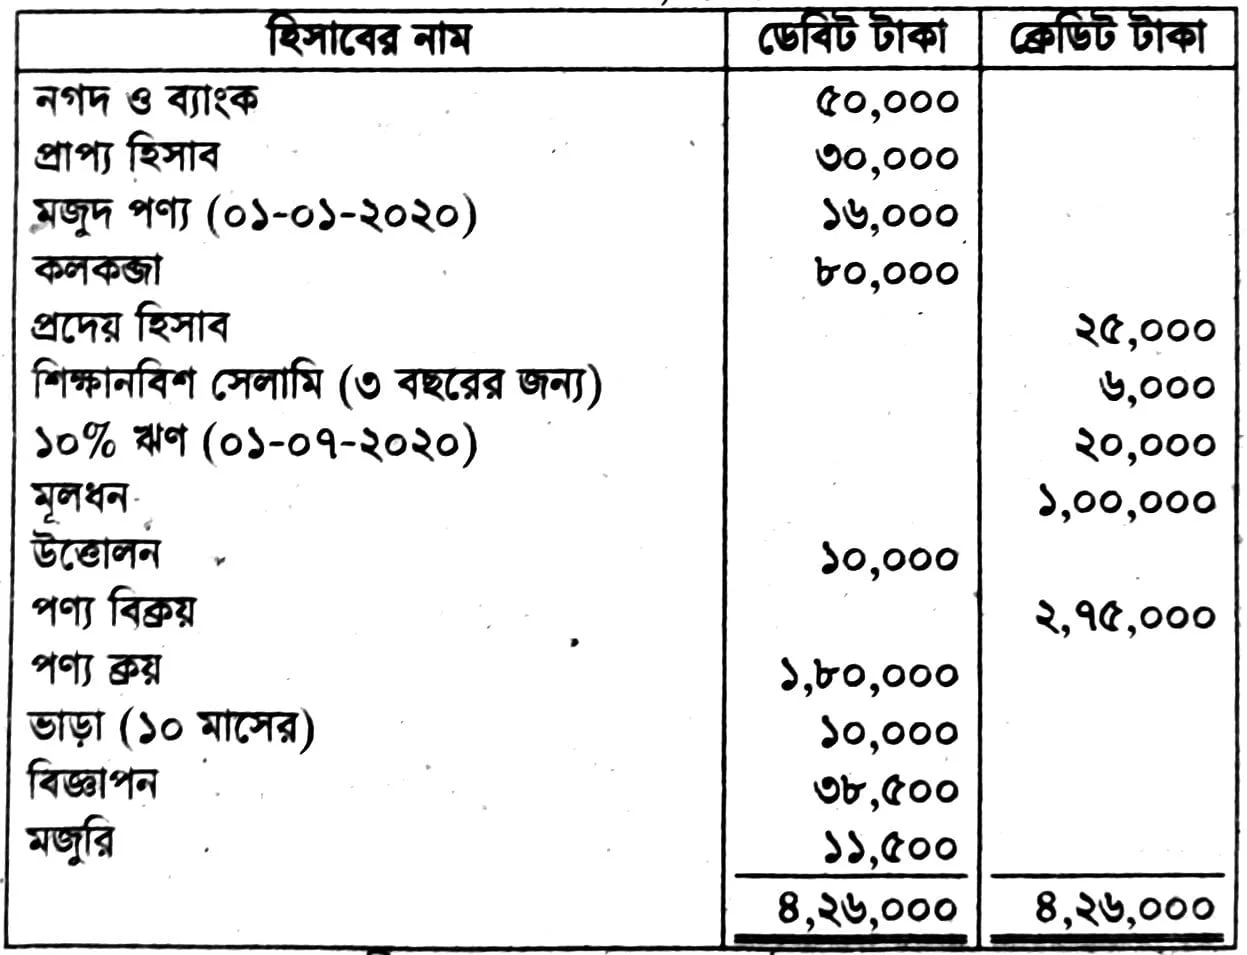 হিসাবের নাম ডেবিট টাকা ক্রেডিট টাকা
নগদ ও ব্যাংক ৫০,০০০
প্রাপ্য হিসাব ৩০,০০০
মজুদ পণ্য (০১-০১-২০২০) ১৬,০০০
কলকব্জা ৮০,০০০
প্রদেয় হিসাব ২৫,০০০
শিক্ষানবিশ সেলামি (৩ বছরের জন্য) ৬,০০০
১০% ঋণ (০১-০৭-২০২০) ২০,০০০
মূলধন ১,০০,০০০
উত্তোলন ১০,০০০
পণ্য বিক্রয় ২,৭৫,০০০
পণ্য ক্রয় ১,৮০,০০০
ভাড়া (১০ মাসের) ১০,০০০
বিজ্ঞাপন ৩৮,৫০০
মজুরি ১১,৫০০
৪,২৬,০০০ ৪,২৬,০০০